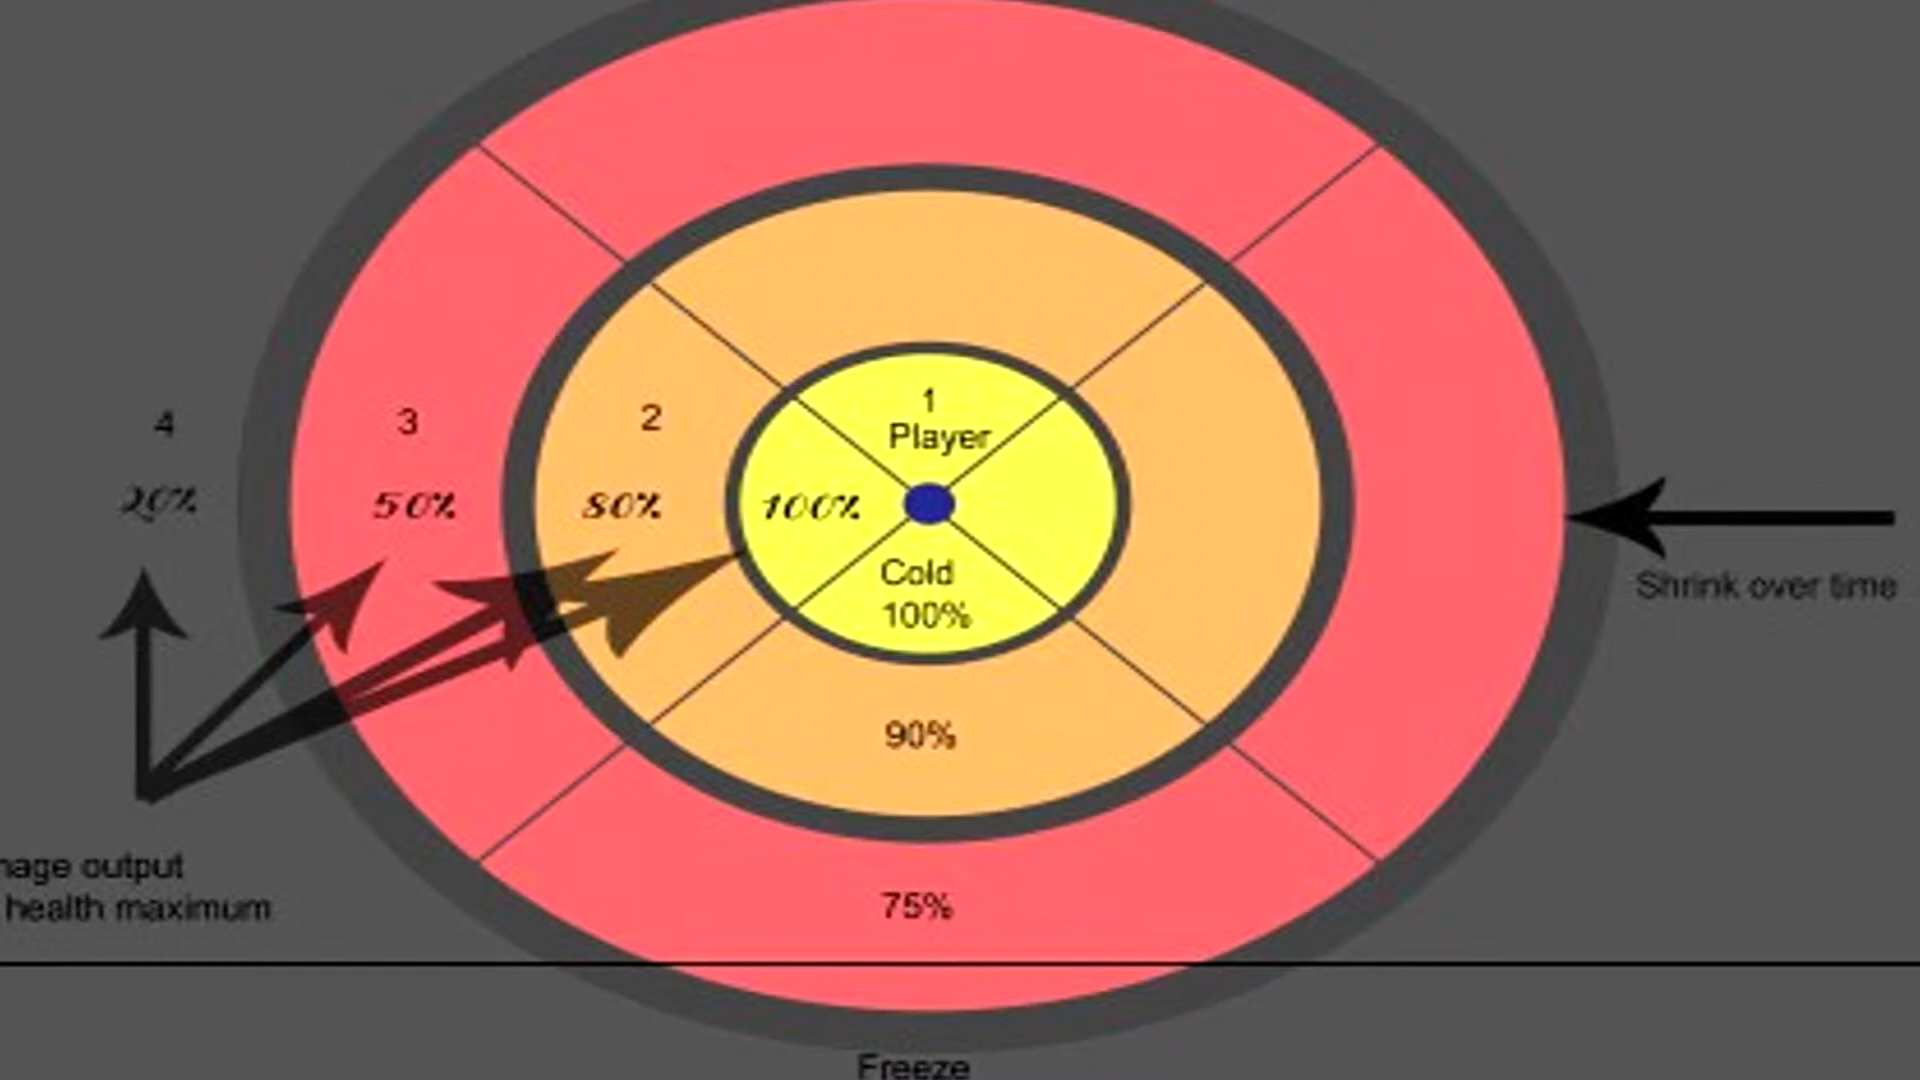 1
Player
4
3
2
20%
50%
80%
100%
Cold
100%
Shrink over time
90%
output
health maximum
75%
Freeze